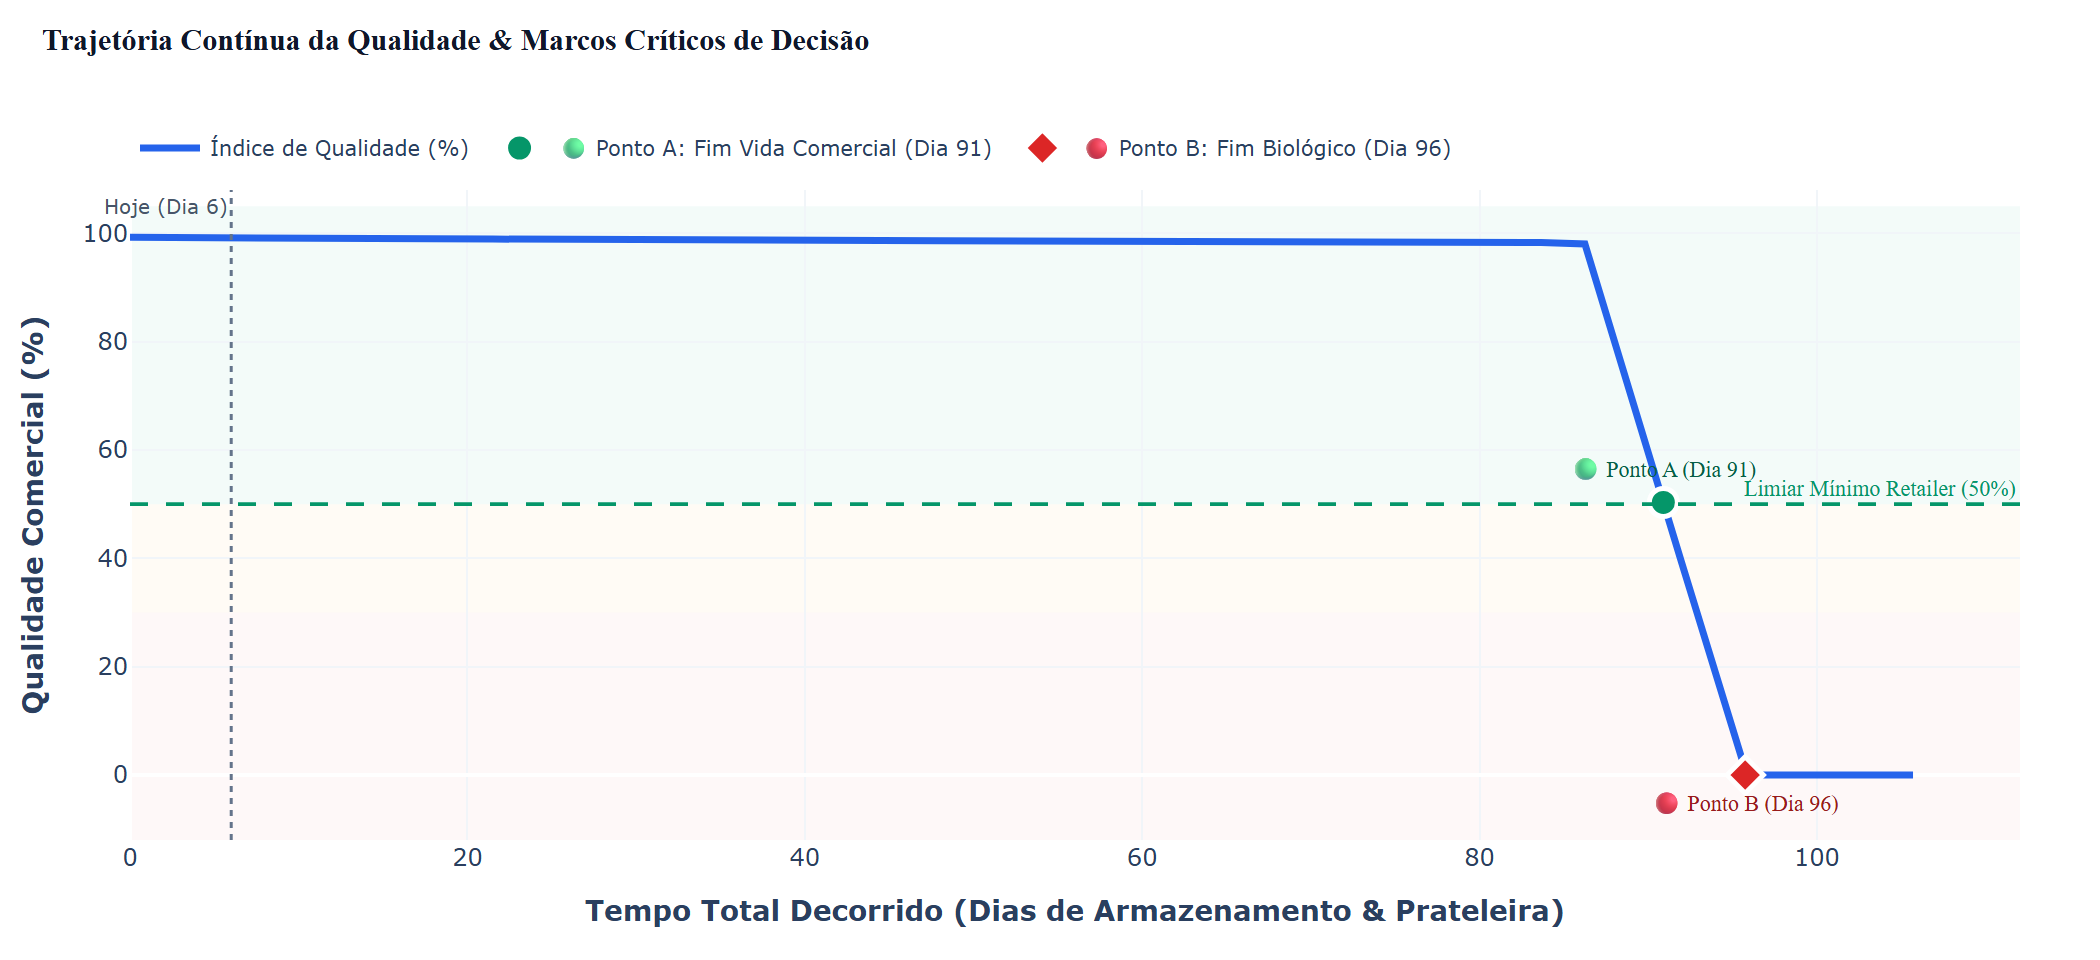 Trajetória Contínua da Qualidade & Marcos Críticos de Decisão
Índice de Qualidade (%)
Ponto A: Fim Vida Comercial (Dia 91)
Ponto B: Fim Biológico (Dia 96)
Hoje (Dia 6)
100
80
60
40
20
0
Qualidade Comercial (%)
Ponto A (Dia 91)
Limiar Mínimo Retailer (50%)
Ponto B (Dia 96)
0
20
40
60
80
100
Tempo Total Decorrido (Dias de Armazenamento & Prateleira)